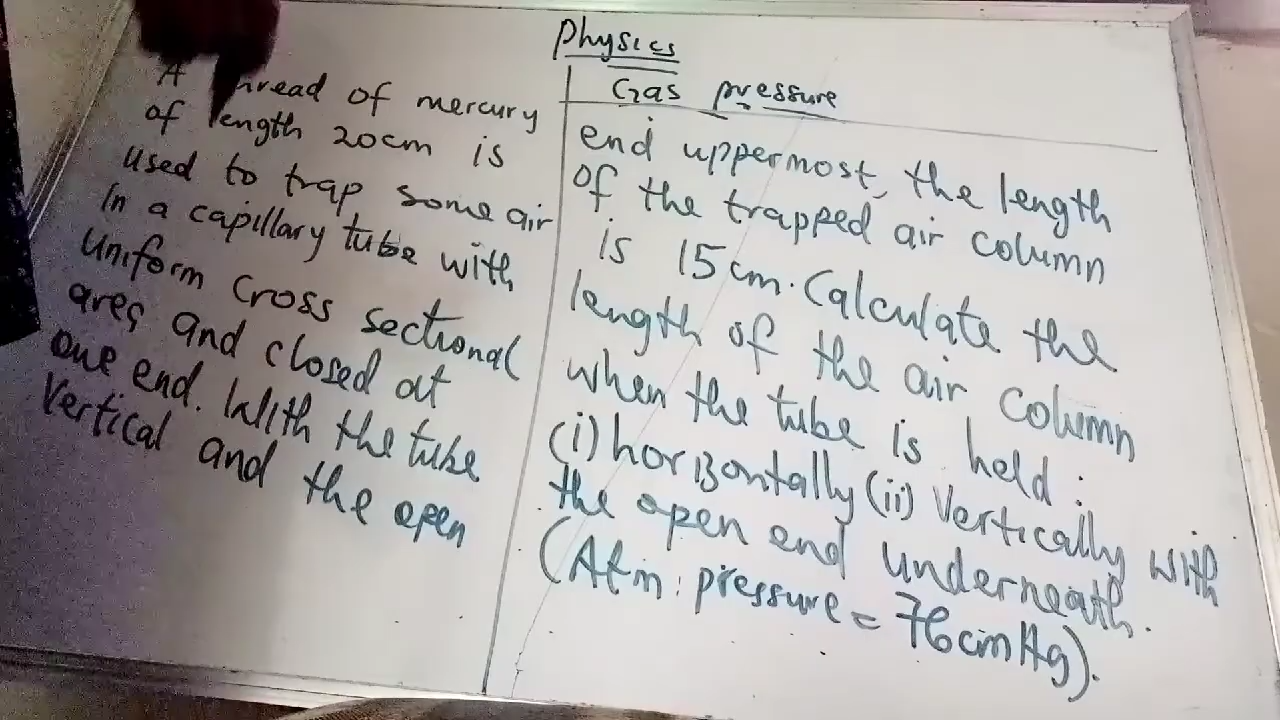 Physics
Gas pressure
A thread of mercury
of length 20cm is
used to trap some air
in a capillary tube with
uniform cross sectional
area and closed at
one end. With the tube
vertical and the open
end uppermost, the length
of the trapped air column
is 15cm. Calculate the
length of the air column
when the tube is held:
(i) horizontally (ii) vertically with
the open end underneath.
(Atm: pressure = 76cmHg).